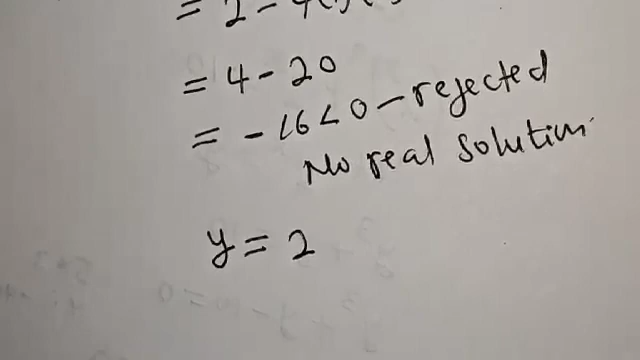 = 4 - 20
= - 16 < 0 - rejected
No real solution.
y = 2